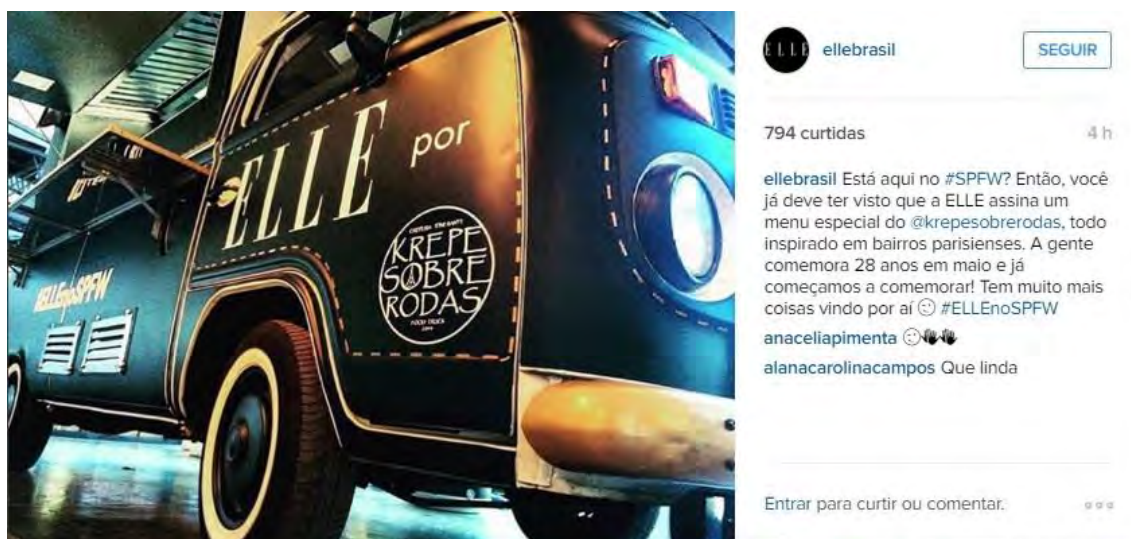 ELLE por
KREPE
SOBRE
RODAS
FOOD TRUCK
#ELLEnoSPFW
ELLE
ellebrasil
SEGUIR
794 curtidas
4 h
ellebrasil Está aqui no #SPFW? Então, você
já deve ter visto que a ELLE assina um
menu especial do @krepesobrerodas, todo
inspirado em bairros parisienses. A gente
comemora 28 anos em maio e já
começamos a comemorar! Tem muito mais
coisas vindo por aí 🙂 #ELLEnoSPFW
anaceliapimenta 🙂👏👏
alanacarolinacampos Que linda
Entrar para curtir ou comentar.